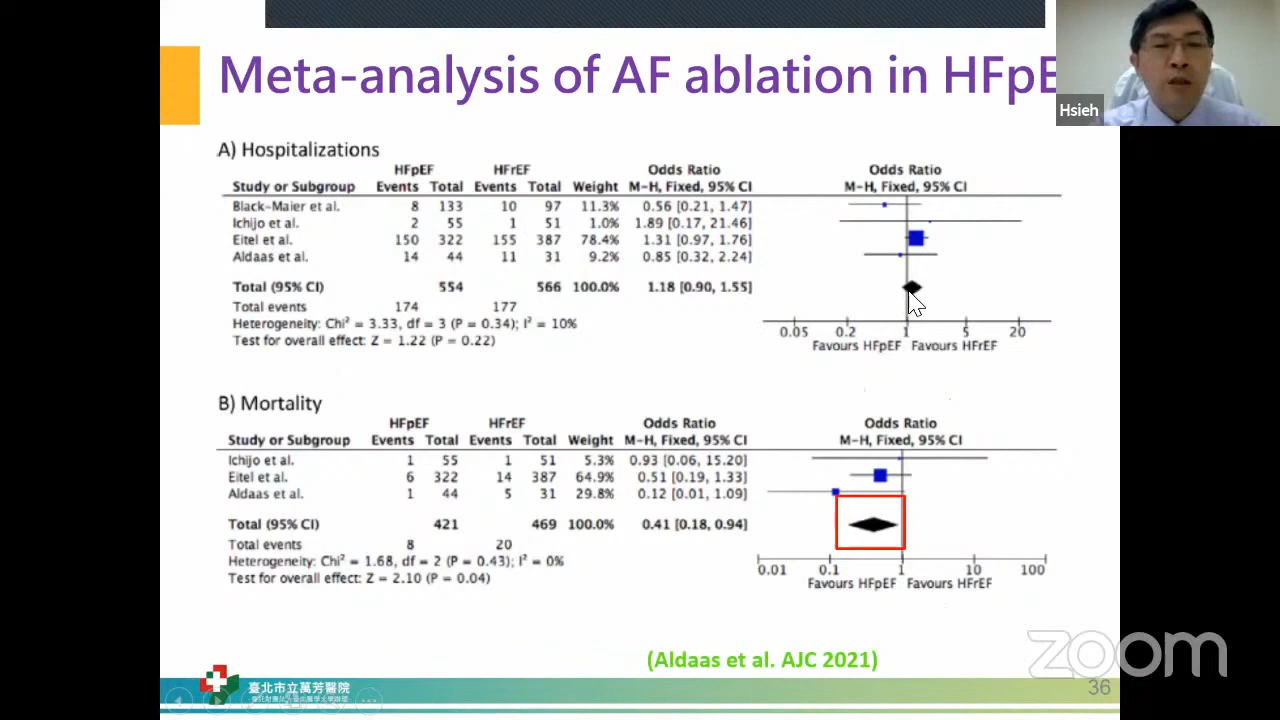 Meta-analysis of AF ablation in HFpE
Hsieh
A) Hospitalizations
HFpEF HFrEF Odds Ratio Odds Ratio
Study or Subgroup Events Total Events Total Weight M-H, Fixed, 95% CI M-H, Fixed, 95% CI
Black-Maier et al. 8 133 10 97 11.3% 0.56 [0.21, 1.47]
Ichijo et al. 2 55 1 51 1.0% 1.89 [0.17, 21.46]
Eitel et al. 150 322 155 387 78.4% 1.31 [0.97, 1.76]
Aldaas et al. 14 44 11 31 9.2% 0.85 [0.32, 2.24]
Total (95% CI) 554 566 100.0% 1.18 [0.90, 1.55]
Total events 174 177
Heterogeneity: Chi² = 3.33, df = 3 (P = 0.34); I² = 10%
Test for overall effect: Z = 1.22 (P = 0.22)
0.05 0.2 1 5 20
Favours HFpEF Favours HFrEF
B) Mortality
HFpEF HFrEF Odds Ratio Odds Ratio
Study or Subgroup Events Total Events Total Weight M-H, Fixed, 95% CI M-H, Fixed, 95% CI
Ichijo et al. 1 55 1 51 5.3% 0.93 [0.06, 15.20]
Eitel et al. 6 322 14 387 64.9% 0.51 [0.19, 1.33]
Aldaas et al. 1 44 5 31 29.8% 0.12 [0.01, 1.09]
Total (95% CI) 421 469 100.0% 0.41 [0.18, 0.94]
Total events 8 20
Heterogeneity: Chi² = 1.68, df = 2 (P = 0.43); I² = 0%
Test for overall effect: Z = 2.10 (P = 0.04)
0.01 0.1 1 10 100
Favours HFpEF Favours HFrEF
(Aldaas et al. AJC 2021)
zoom
臺北市立萬芳醫院
36